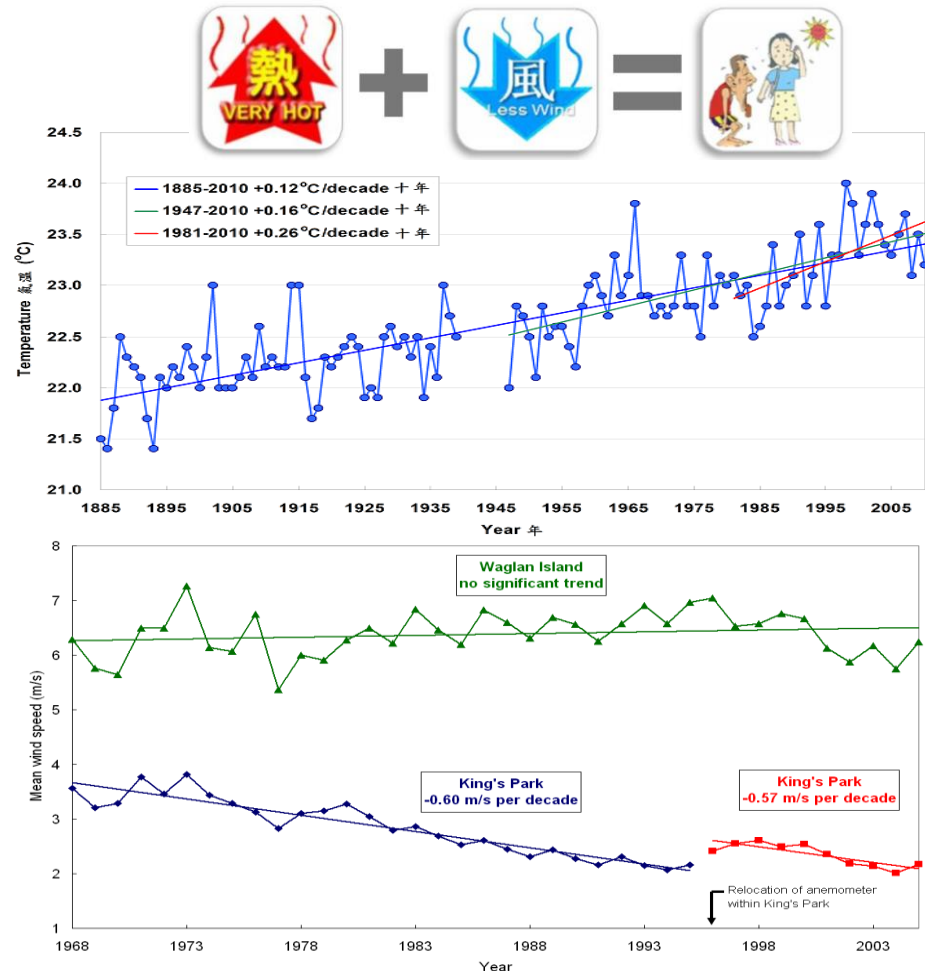 熱
VERY HOT
風
Less Wind
24.5
24.0
23.5
23.0
22.5
22.0
21.5
21.0
Temperature 氣溫 (°C)
1885-2010 +0.12°C/decade 十年
1947-2010 +0.16°C/decade 十年
1981-2010 +0.26°C/decade 十年
1885 1895 1905 1915 1925 1935 1945 1955 1965 1975 1985 1995 2005
Year 年
8
7
6
5
4
3
2
1
Mean wind speed (m/s)
Waglan Island
no significant trend
King's Park
-0.60 m/s per decade
King's Park
-0.57 m/s per decade
Relocation of anemometer
within King's Park
1968 1973 1978 1983 1988 1993 1998 2003
Year